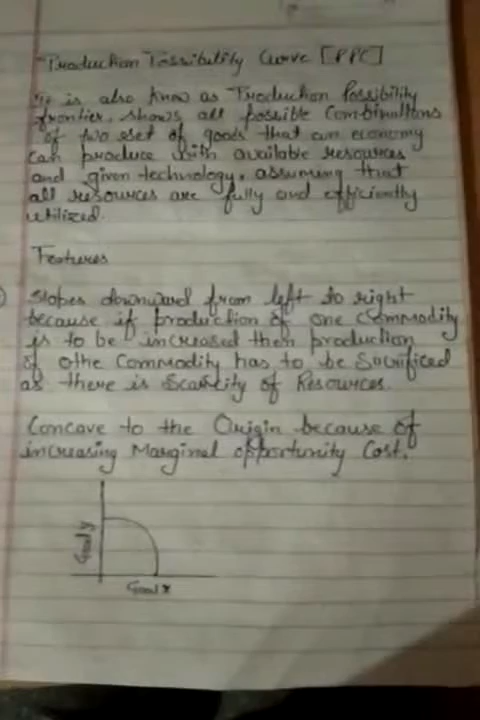 Production Possibility Curve [PPC]
It is also know as Production Possibility
frontier, shows all possible Combinations
of two eset of goods that an economy
can produce with available resources
and given technology, assuming that
all resources are fully and efficiently
utilized.
Features
Slopes downward from left to right
because if production of one Commodity
is to be increased then production
of othe Commodity has to be Sacrificed
as there is Scarcity of Resources.
Concave to the Origin because of
increasing Marginal opportunity Cost.
Good y
Good x